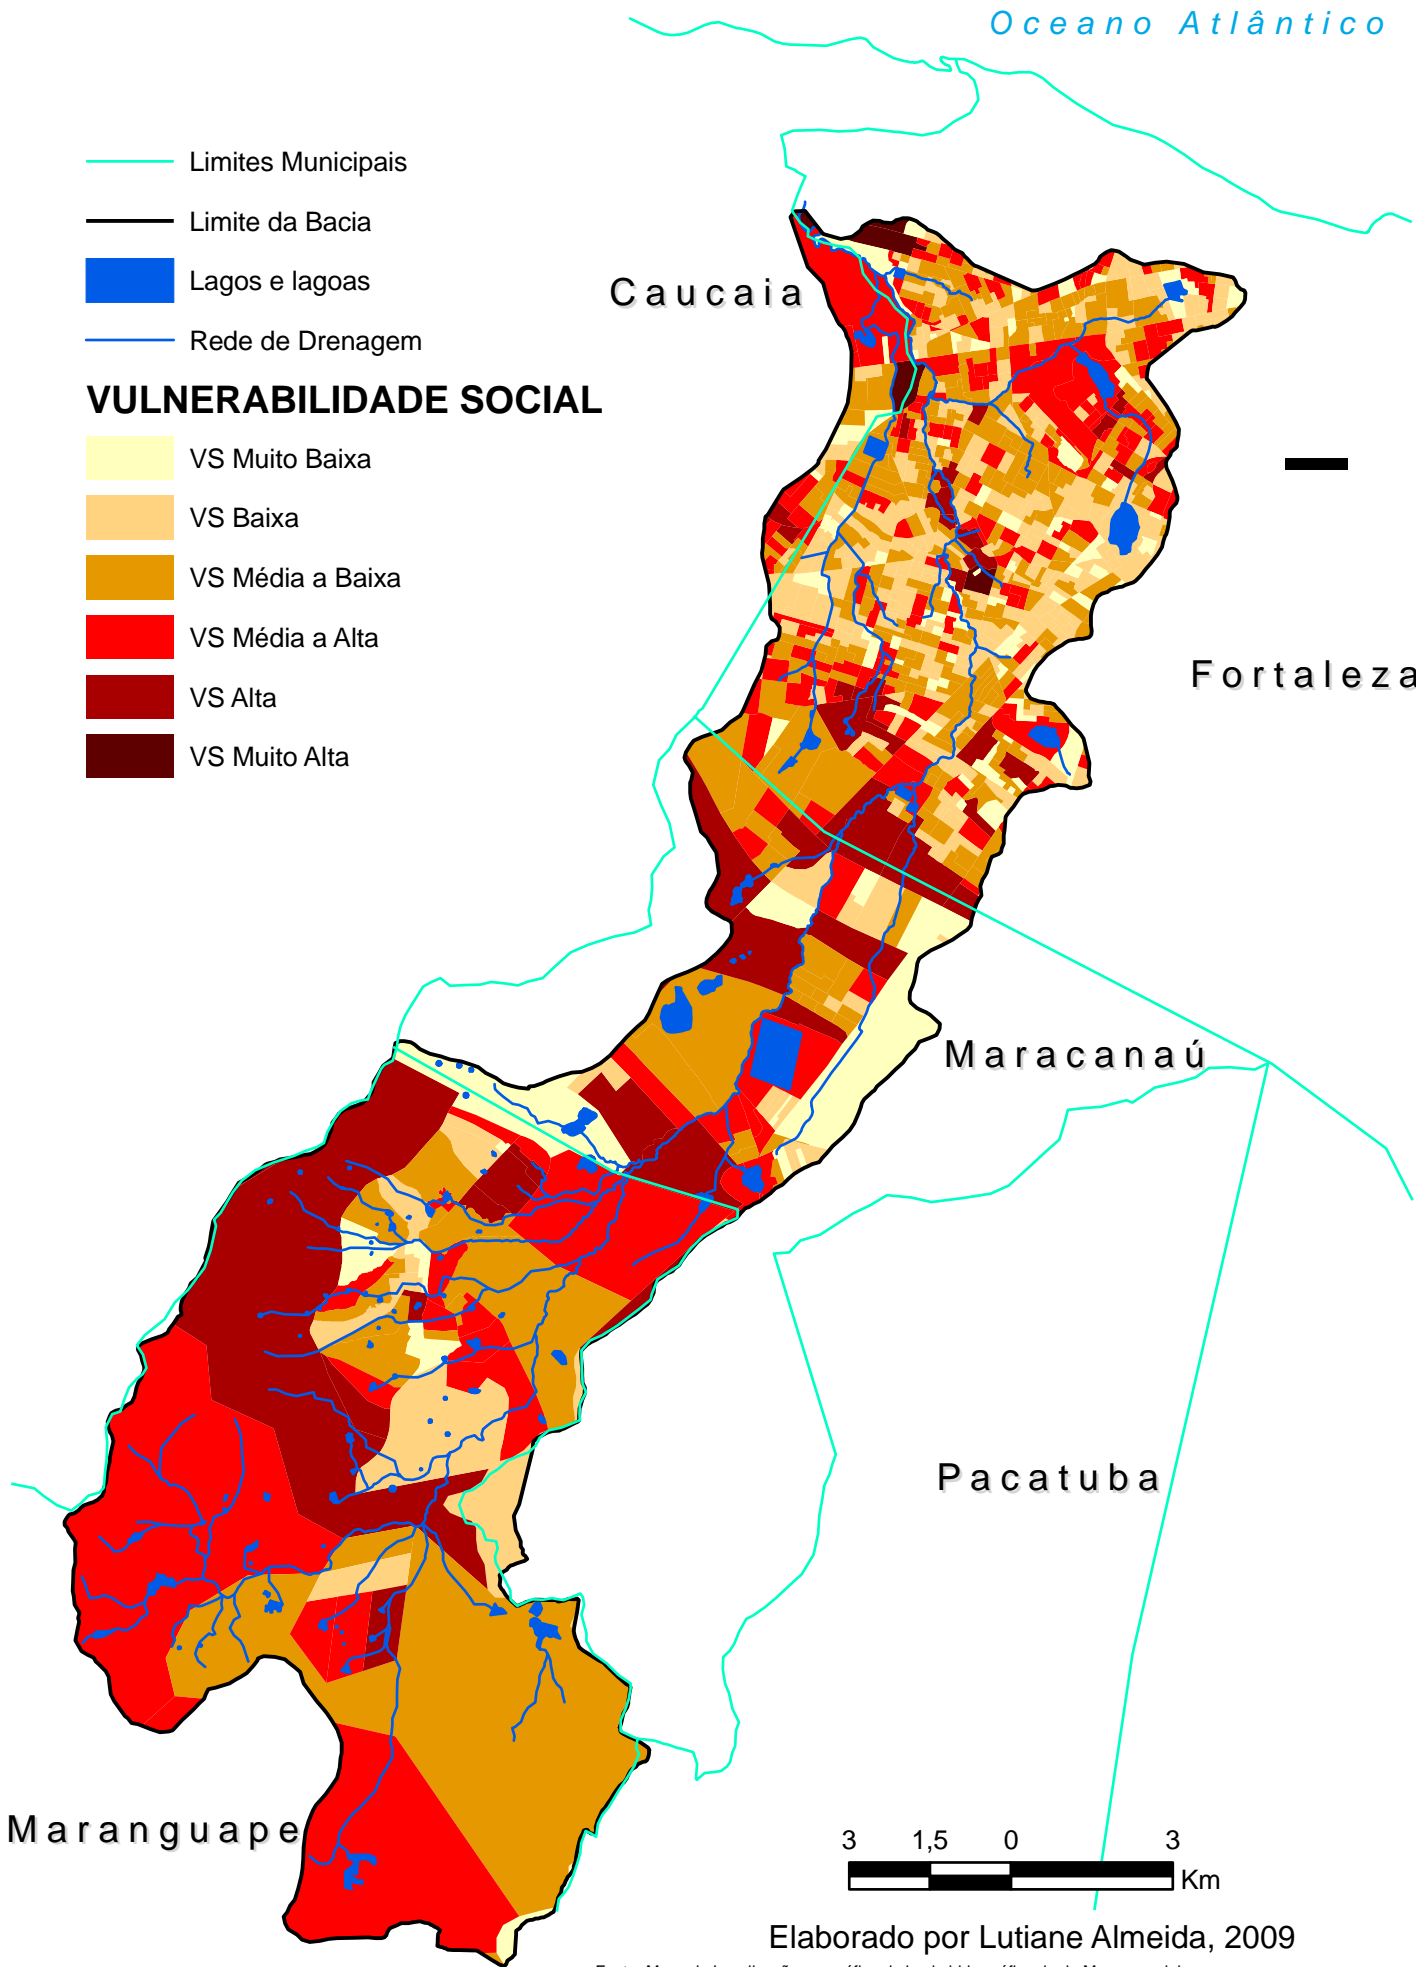 Oceano Atlântico
Limites Municipais
Limite da Bacia
Lagos e lagoas
Rede de Drenagem
VULNERABILIDADE SOCIAL
VS Muito Baixa
VS Baixa
VS Média a Baixa
VS Média a Alta
VS Alta
VS Muito Alta
Caucaia
Fortaleza
Maracanaú
Pacatuba
Maranguape
3 1,5 0 3
Km
Elaborado por Lutiane Almeida, 2009